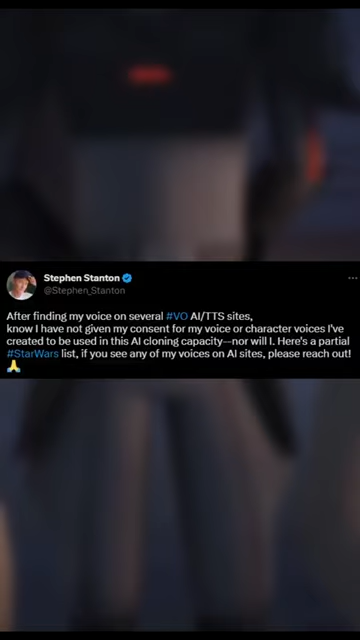 Stephen Stanton
@Stephen_Stanton
After finding my voice on several #VO AI/TTS sites,
know I have not given my consent for my voice or character voices I've
created to be used in this AI cloning capacity—nor will I. Here's a partial
#StarWars list, if you see any of my voices on AI sites, please reach out!
🙏